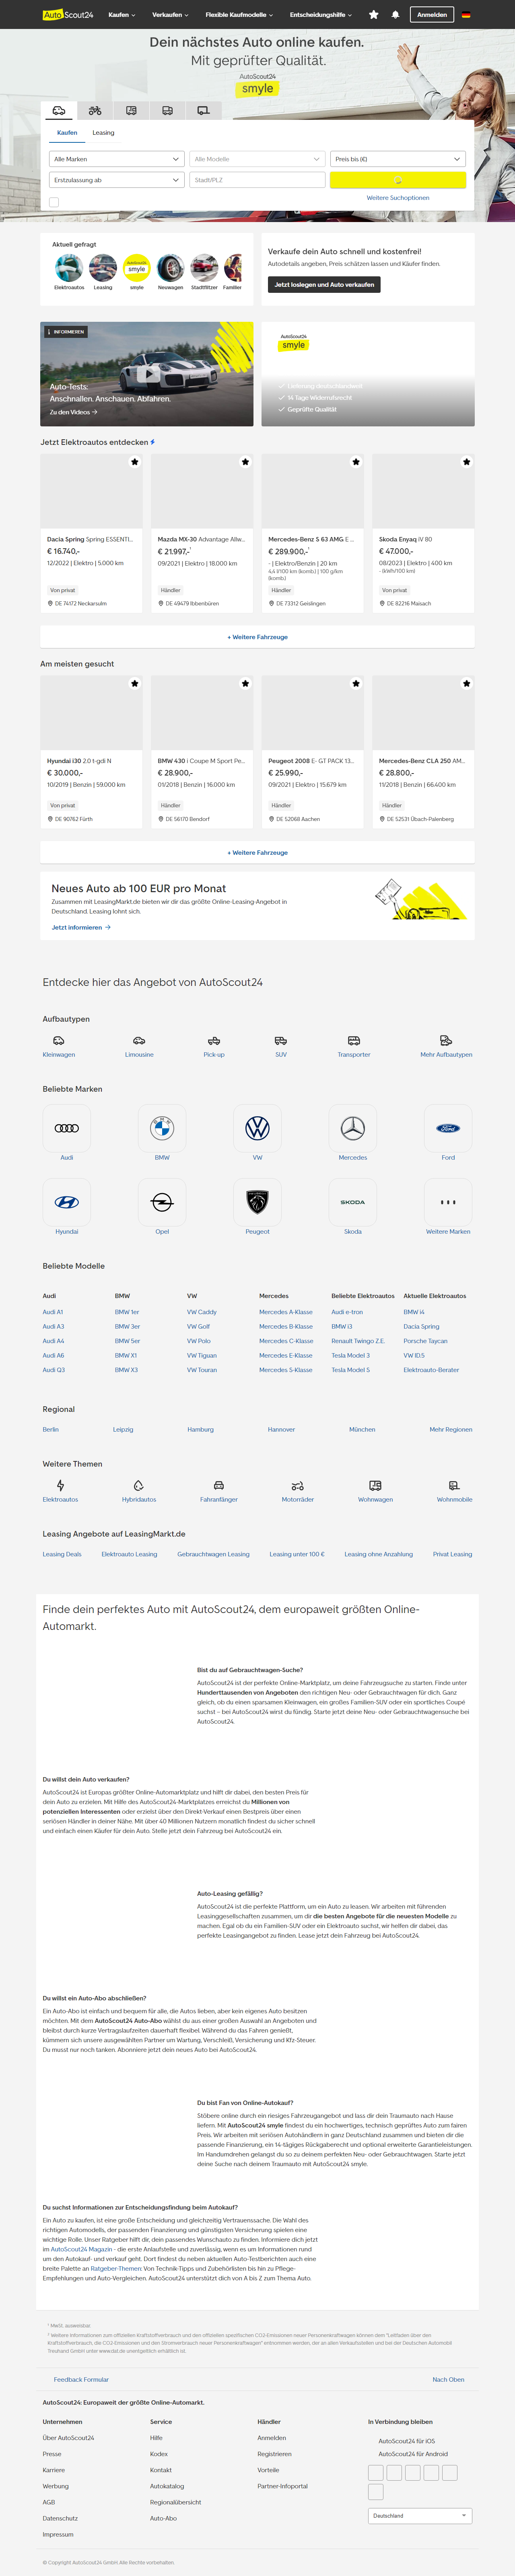 AutoScout24
Kaufen
Verkaufen
Flexible Kaufmodelle
Entscheidungshilfe
Anmelden
Dein nächstes Auto online kaufen.
Mit geprüfter Qualität.
AutoScout24
smyle
Kaufen
Leasing
Alle Marken
Alle Modelle
Preis bis (€)
Erstzulassung ab
Stadt/PLZ
Weitere Suchoptionen
Aktuell gefragt
Elektroautos
Leasing
smyle
Neuwagen
Stadtflitzer
Familien
Verkaufe dein Auto schnell und kostenfrei!
Autodetails angeben, Preis schätzen lassen und Käufer finden.
Jetzt loslegen und Auto verkaufen
INFORMIEREN
Auto-Tests:
Anschnallen. Anschauen. Abfahren.
Zu den Videos
AutoScout24
smyle
Lieferung deutschlandweit
14 Tage Widerrufsrecht
Geprüfte Qualität
Jetzt Elektroautos entdecken
Dacia Spring Spring ESSENTI...
€ 16.740,-
12/2022 | Elektro | 5.000 km
Von privat
DE 74172 Neckarsulm
Mazda MX-30 Advantage Allw...
€ 21.997,-¹
09/2021 | Elektro | 18.000 km
Händler
DE 49479 Ibbenbüren
Mercedes-Benz S 63 AMG E ...
€ 289.900,-¹
- | Elektro/Benzin | 20 km
4,4 l/100 km (komb.) | 100 g/km
(komb.)
Händler
DE 73312 Geislingen
Skoda Enyaq iV 80
€ 47.000,-
08/2023 | Elektro | 400 km
- (kWh/100 km)
Von privat
DE 82216 Maisach
+ Weitere Fahrzeuge
Am meisten gesucht
Hyundai i30 2.0 t-gdi N
€ 30.000,-
10/2019 | Benzin | 59.000 km
Von privat
DE 90762 Fürth
BMW 430 i Coupe M Sport Pe...
€ 28.900,-
01/2018 | Benzin | 16.000 km
Händler
DE 56170 Bendorf
Peugeot 2008 E- GT PACK 13...
€ 25.990,-
09/2021 | Elektro | 15.679 km
Händler
DE 52068 Aachen
Mercedes-Benz CLA 250 AM...
€ 28.800,-
11/2018 | Benzin | 66.400 km
Händler
DE 52531 Übach-Palenberg
+ Weitere Fahrzeuge
Neues Auto ab 100 EUR pro Monat
Zusammen mit LeasingMarkt.de bieten wir dir das größte Online-Leasing-Angebot in
Deutschland. Leasing lohnt sich.
Jetzt informieren
Entdecke hier das Angebot von AutoScout24
Aufbautypen
Kleinwagen
Limousine
Pick-up
SUV
Transporter
Mehr Aufbautypen
Beliebte Marken
Audi
BMW
VW
Mercedes
Ford
Hyundai
Opel
Peugeot
Skoda
Weitere Marken
Beliebte Modelle
Audi
Audi A1
Audi A3
Audi A4
Audi A6
Audi Q3
BMW
BMW 1er
BMW 3er
BMW 5er
BMW X1
BMW X3
VW
VW Caddy
VW Golf
VW Polo
VW Tiguan
VW Touran
Mercedes
Mercedes A-Klasse
Mercedes B-Klasse
Mercedes C-Klasse
Mercedes E-Klasse
Mercedes S-Klasse
Beliebte Elektroautos
Audi e-tron
BMW i3
Renault Twingo Z.E.
Tesla Model 3
Tesla Model S
Aktuelle Elektroautos
BMW i4
Dacia Spring
Porsche Taycan
VW ID.5
Elektroauto-Berater
Regional
Berlin
Leipzig
Hamburg
Hannover
München
Mehr Regionen
Weitere Themen
Elektroautos
Hybridautos
Fahranfänger
Motorräder
Wohnwagen
Wohnmobile
Leasing Angebote auf LeasingMarkt.de
Leasing Deals
Elektroauto Leasing
Gebrauchtwagen Leasing
Leasing unter 100 €
Leasing ohne Anzahlung
Privat Leasing
Finde dein perfektes Auto mit AutoScout24, dem europaweit größten Online-
Automarkt.
Bist du auf Gebrauchtwagen-Suche?
AutoScout24 ist der perfekte Online-Marktplatz, um deine Fahrzeugsuche zu starten. Finde unter
Hunderttausenden von Angeboten den richtigen Neu- oder Gebrauchtwagen für dich. Ganz
gleich, ob du einen sparsamen Kleinwagen, ein großes Familien-SUV oder ein sportliches Coupé
suchst – bei AutoScout24 wirst du fündig. Starte jetzt deine Neu- oder Gebrauchtwagensuche bei
AutoScout24.
Du willst dein Auto verkaufen?
AutoScout24 ist Europas größter Online-Automarktplatz und hilft dir dabei, den besten Preis für
dein Auto zu erzielen. Mit Hilfe des AutoScout24-Marktplatzes erreichst du Millionen von
potenziellen Interessenten oder erzielst über den Direkt-Verkauf einen Bestpreis über einen
seriösen Händler in deiner Nähe. Mit über 40 Millionen Nutzern monatlich findest du sicher schnell
und einfach einen Käufer für dein Auto. Stelle jetzt dein Fahrzeug bei AutoScout24 ein.
Auto-Leasing gefällig?
AutoScout24 ist die perfekte Plattform, um ein Auto zu leasen. Wir arbeiten mit führenden
Leasinggesellschaften zusammen, um dir die besten Angebote für die neuesten Modelle zu
machen. Egal ob du ein Familien-SUV oder ein Elektroauto suchst, wir helfen dir dabei, das
perfekte Leasingangebot zu finden. Lease jetzt dein Fahrzeug bei AutoScout24.
Du willst ein Auto-Abo abschließen?
Ein Auto-Abo ist einfach und bequem für alle, die Autos lieben, aber kein eigenes Auto besitzen
möchten. Mit dem AutoScout24 Auto-Abo wählst du aus einer großen Auswahl an Angeboten und
bleibst durch kurze Vertragslaufzeiten dauerhaft flexibel. Während du das Fahren genießt,
kümmern sich unsere ausgewählten Partner um Wartung, Verschleiß, Versicherung und Kfz-Steuer.
Du musst nur noch tanken. Abonniere jetzt dein neues Auto bei AutoScout24.
Du bist Fan von Online-Autokauf?
Stöbere online durch ein riesiges Fahrzeugangebot und lass dir dein Traumauto nach Hause
liefern. Mit AutoScout24 smyle findest du ein hochwertiges, technisch geprüftes Auto zum fairen
Preis. Wir arbeiten mit seriösen Autohändlern in ganz Deutschland zusammen und bieten dir die
passende Finanzierung, ein 14-tägiges Rückgaberecht und optional erweiterte Garantieleistungen.
Im Handumdrehen gelangst du so zu deinem perfekten Neu- oder Gebrauchtwagen. Starte jetzt
deine Suche nach deinem Traumauto mit AutoScout24 smyle.
Du suchst Informationen zur Entscheidungsfindung beim Autokauf?
Ein Auto zu kaufen, ist eine große Entscheidung und gleichzeitig Vertrauenssache. Die Wahl des
richtigen Automodells, der passenden Finanzierung und günstigsten Versicherung spielen eine
wichtige Rolle. Unser Ratgeber hilft dir, dein passendes Wunschauto zu finden. Informiere dich jetzt
im AutoScout24 Magazin - die erste Anlaufstelle und zuverlässig, wenn es um Informationen rund
um den Autokauf- und verkauf geht. Dort findest du neben aktuellen Auto-Testberichten auch eine
breite Palette an Ratgeber-Themen: Von Technik-Tipps und Zubehörlisten bis hin zu Pflege-
Empfehlungen und Auto-Vergleichen. AutoScout24 unterstützt dich von A bis Z zum Thema Auto.
¹ MwSt. ausweisbar.
² Weitere Informationen zum offiziellen Kraftstoffverbrauch und den offiziellen spezifischen CO2-Emissionen neuer Personenkraftwagen können dem "Leitfaden über den
Kraftstoffverbrauch, die CO2-Emissionen und den Stromverbrauch neuer Personenkraftwagen" entnommen werden, der an allen Verkaufsstellen und bei der Deutschen Automobil
Treuhand GmbH unter www.dat.de unentgeltlich erhältlich ist.
Feedback Formular
Nach Oben
AutoScout24: Europaweit der größte Online-Automarkt.
Unternehmen
Über AutoScout24
Presse
Karriere
Werbung
AGB
Datenschutz
Impressum
Service
Hilfe
Kodex
Kontakt
Autokatalog
Regionalübersicht
Auto-Abo
Händler
Anmelden
Registrieren
Vorteile
Partner-Infoportal
In Verbindung bleiben
AutoScout24 für iOS
AutoScout24 für Android
Deutschland
© Copyright AutoScout24 GmbH. Alle Rechte vorbehalten.